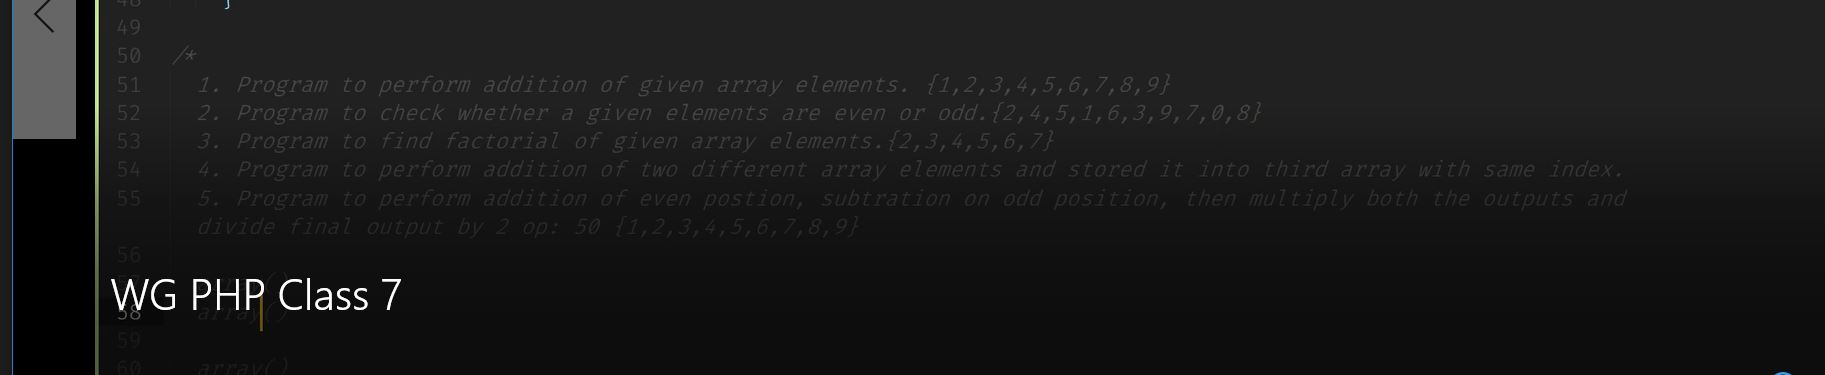 48 }
49
50 /*
51 1. Program to perform addition of given array elements. {1,2,3,4,5,6,7,8,9}
52 2. Program to check whether a given elements are even or odd.{2,4,5,1,6,3,9,7,0,8}
53 3. Program to find factorial of given array elements.{2,3,4,5,6,7}
54 4. Program to perform addition of two different array elements and stored it into third array with same index.
55 5. Program to perform addition of even postion, subtration on odd position, then multiply both the outputs and
divide final output by 2 op: 50 {1,2,3,4,5,6,7,8,9}
56
WG PHP Class 7
58 array()
59
60 array()